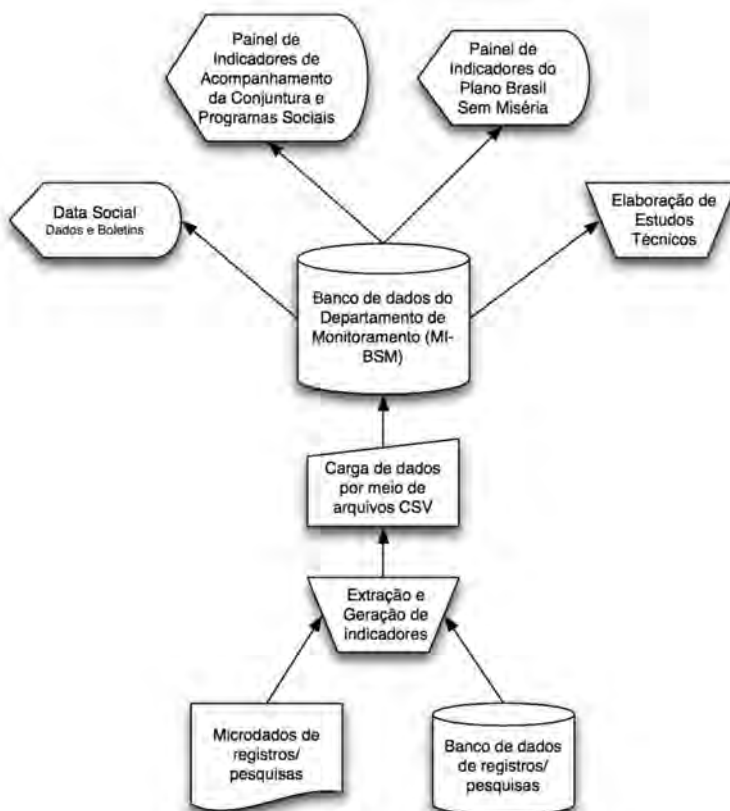 Painel de
Indicadores de
Acompanhamento
da Conjuntura e
Programas Sociais
Painel de
Indicadores do
Plano Brasil
Sem Miséria
Data Social
Dados e Boletins
Elaboração de
Estudos
Técnicos
Banco de dados do
Departamento de
Monitoramento (MI-
BSM)
Carga de dados
por meio de
arquivos CSV
Extração e
Geração de
indicadores
Microdados de
registros/
pesquisas
Banco de dados
de registros/
pesquisas